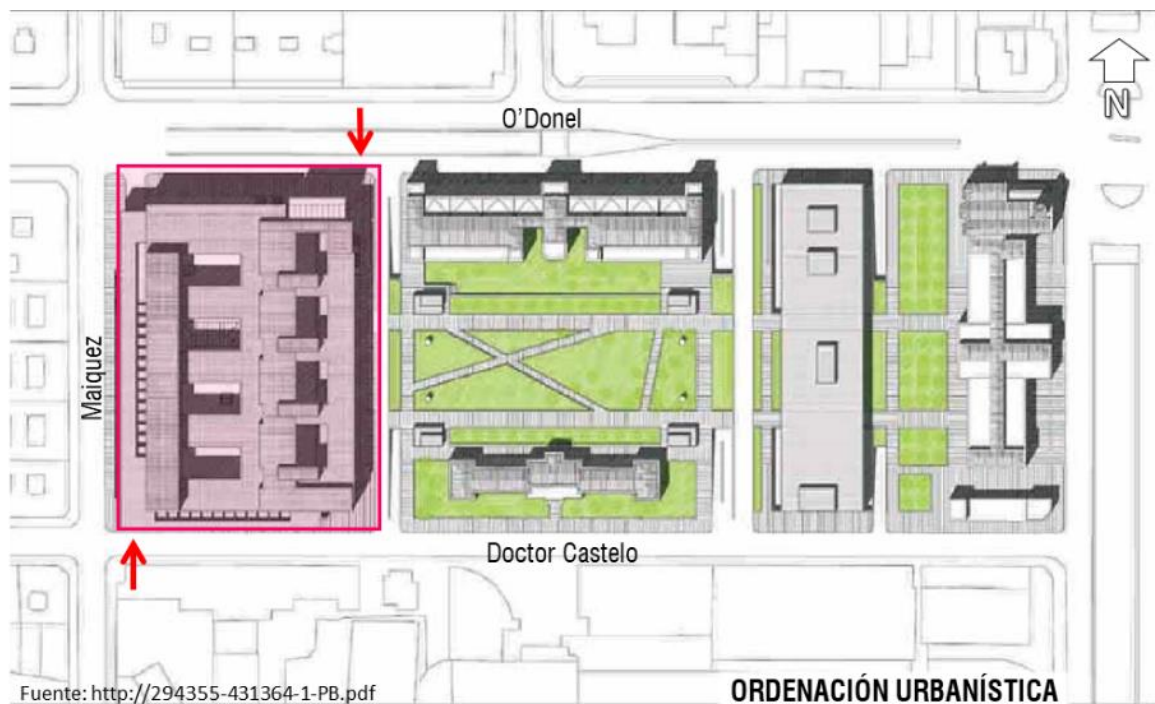 O'Donel
N
Maiquez
Doctor Castelo
Fuente: http://294355-431364-1-PB.pdf
ORDENACIÓN URBANÍSTICA